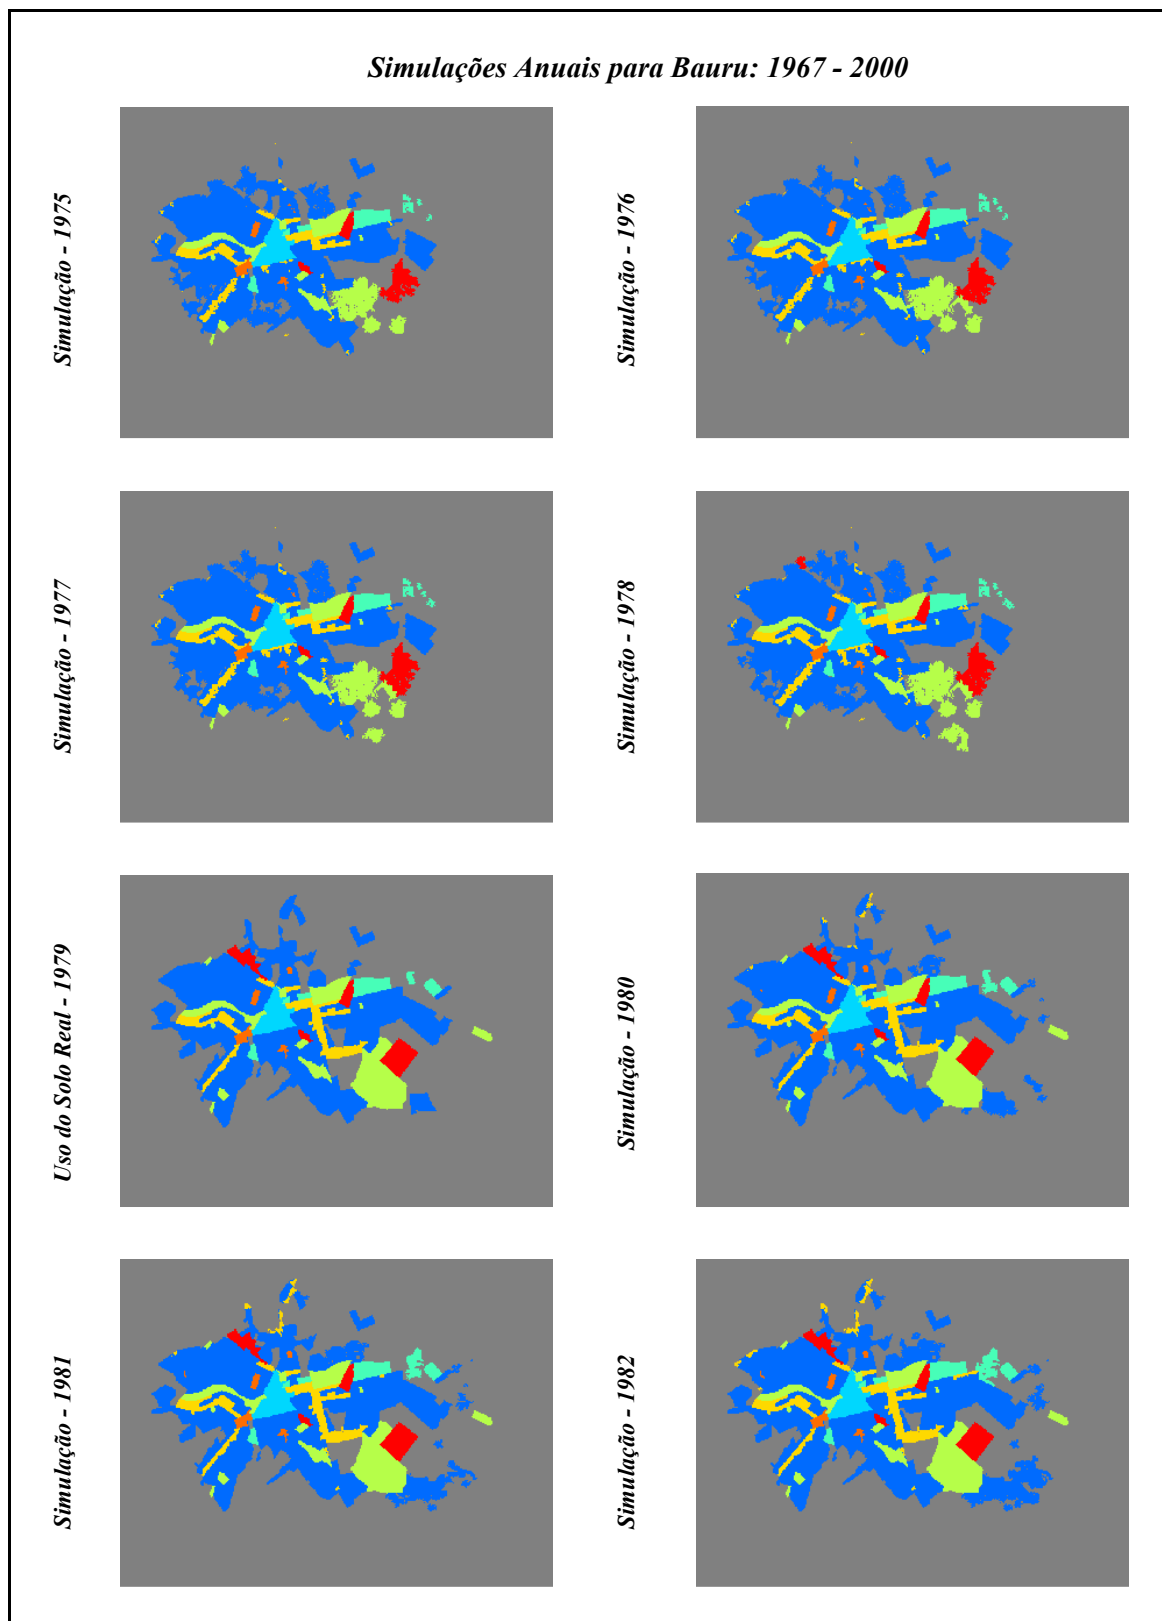 Simulações Anuais para Bauru: 1967 - 2000
Simulação - 1975
Simulação - 1976
Simulação - 1977
Simulação - 1978
Uso do Solo Real - 1979
Simulação - 1980
Simulação - 1981
Simulação - 1982